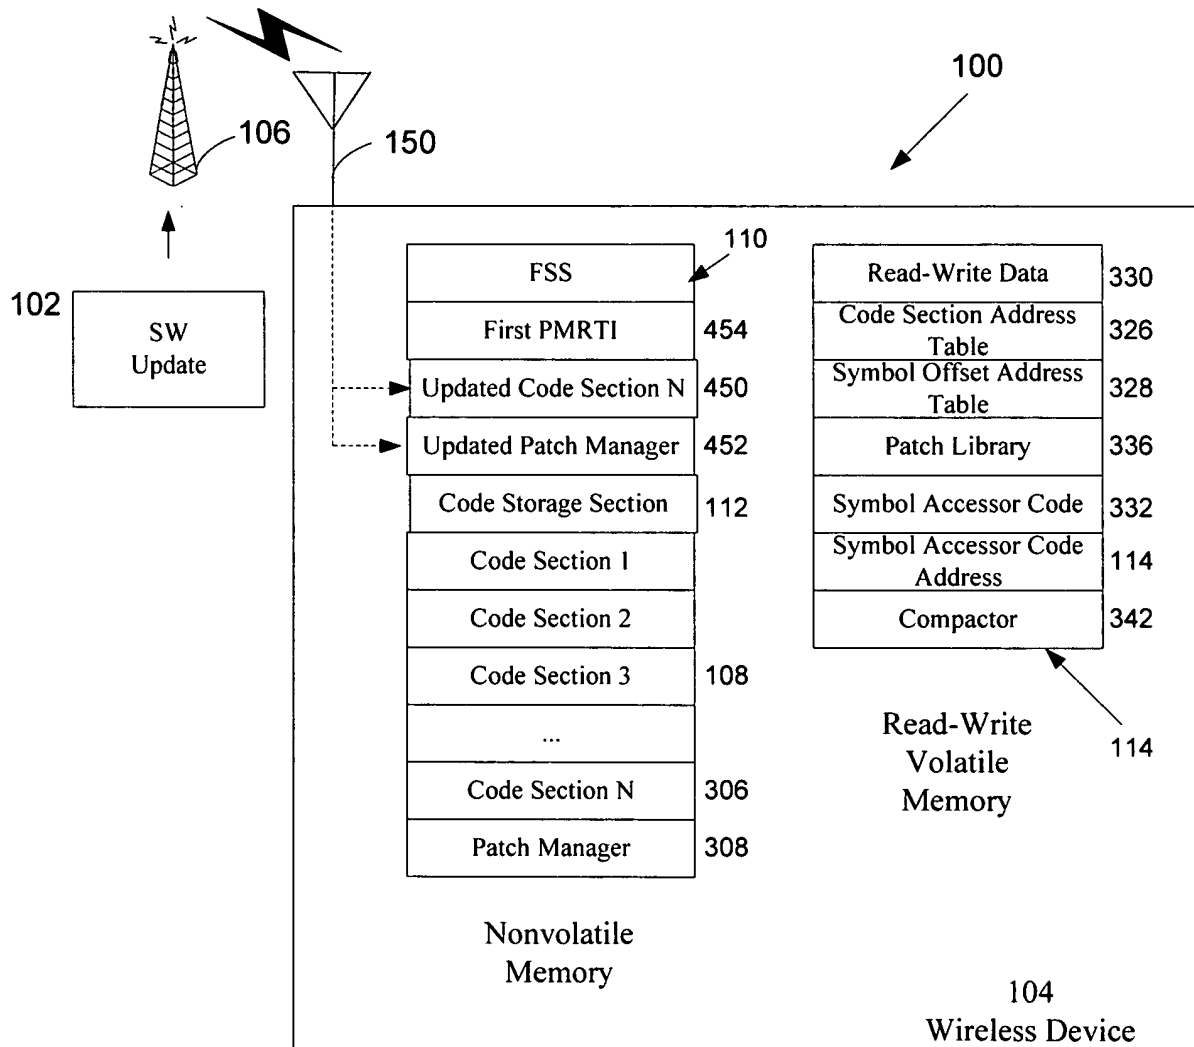 100
106
150
102
SW
Update
110
FSS
First PMRTI 454
Updated Code Section N 450
Updated Patch Manager 452
Code Storage Section 112
Code Section 1
Code Section 2
Code Section 3 108
...
Code Section N 306
Patch Manager 308
Nonvolatile
Memory
Read-Write Data 330
Code Section Address
Table 326
Symbol Offset Address
Table 328
Patch Library 336
Symbol Accessor Code 332
Symbol Accessor Code
Address 114
Compactor 342
114
Read-Write
Volatile
Memory
104
Wireless Device